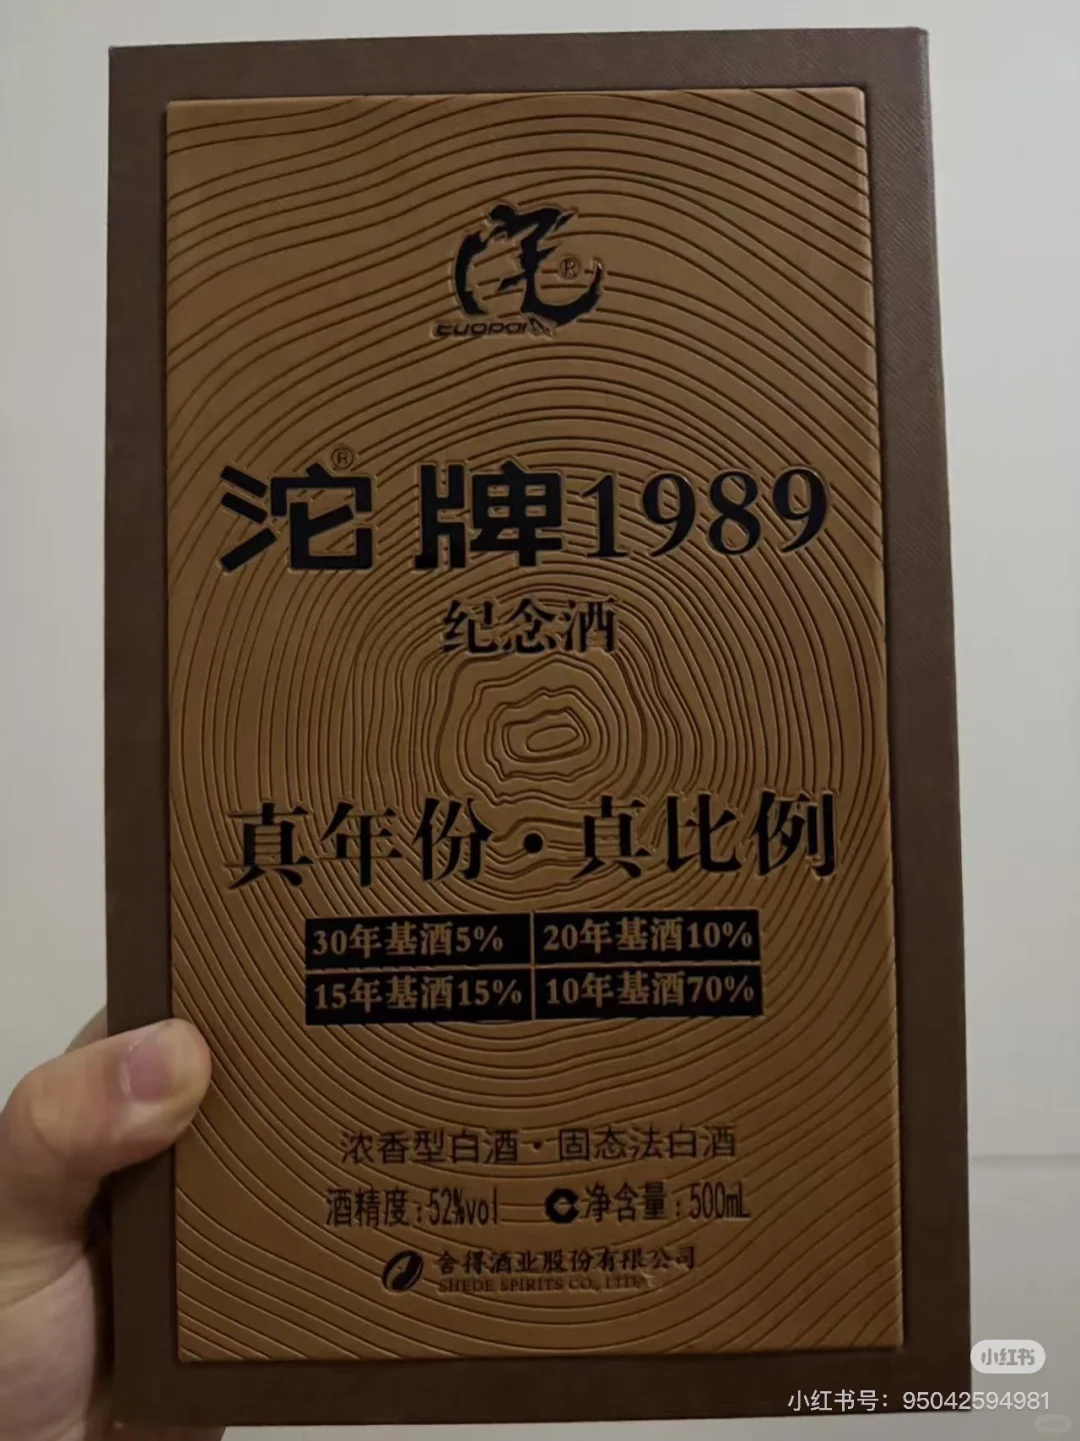 沱
®
tuopai
沱®牌1989
纪念酒
真年份·真比例
30年基酒5% 20年基酒10%
15年基酒15% 10年基酒70%
浓香型白酒·固态法白酒
酒精度:52%vol C净含量:500mL
舍得酒业股份有限公司
SHEDE SPIRITS CO., LTD.
小红书
小红书号：95042594981